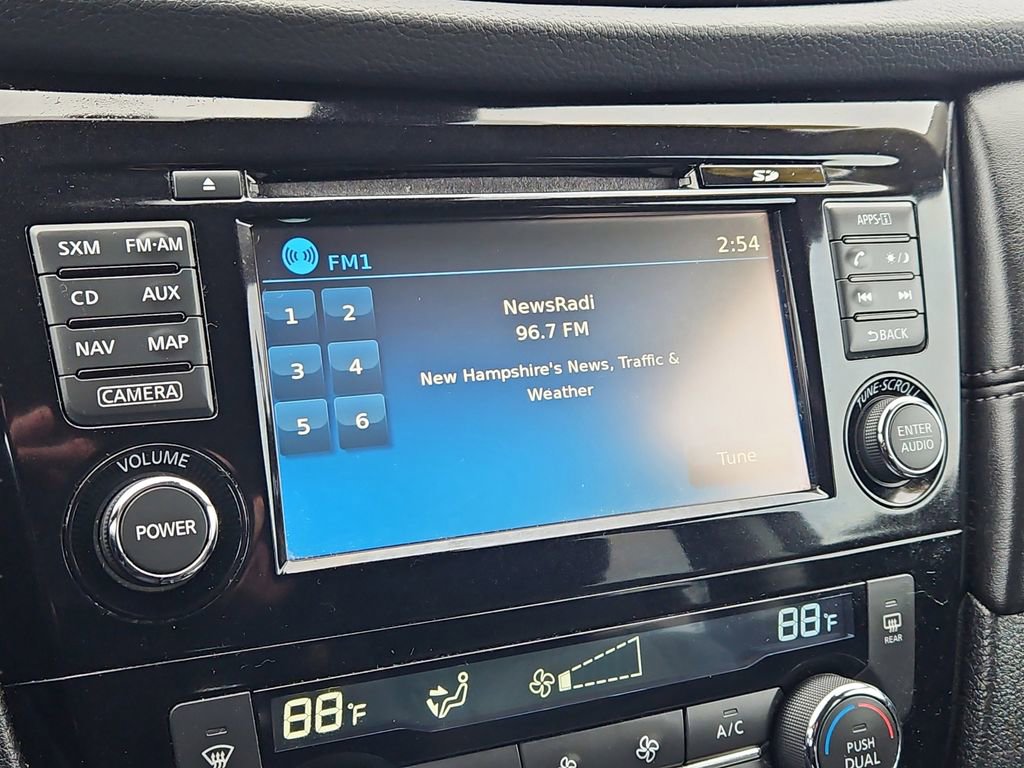 SD
SXM FM·AM
CD AUX
NAV MAP
CAMERA
VOLUME
POWER
FM1
2:54
1 2
3 4
5 6
NewsRadi
96.7 FM
New Hampshire's News, Traffic &
Weather
Tune
APPS·i
BACK
TUNE·SCROLL
ENTER
AUDIO
88°F
88°F
REAR
A/C
PUSH
DUAL